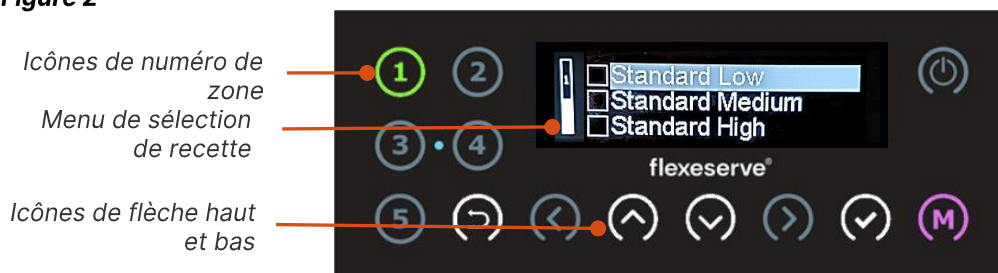 Figure 2
Icônes de numéro de
zone
Menu de sélection
de recette
Icônes de flèche haut
et bas
1
2
3
4
5
1
Standard Low
Standard Medium
Standard High
flexeserve®
M